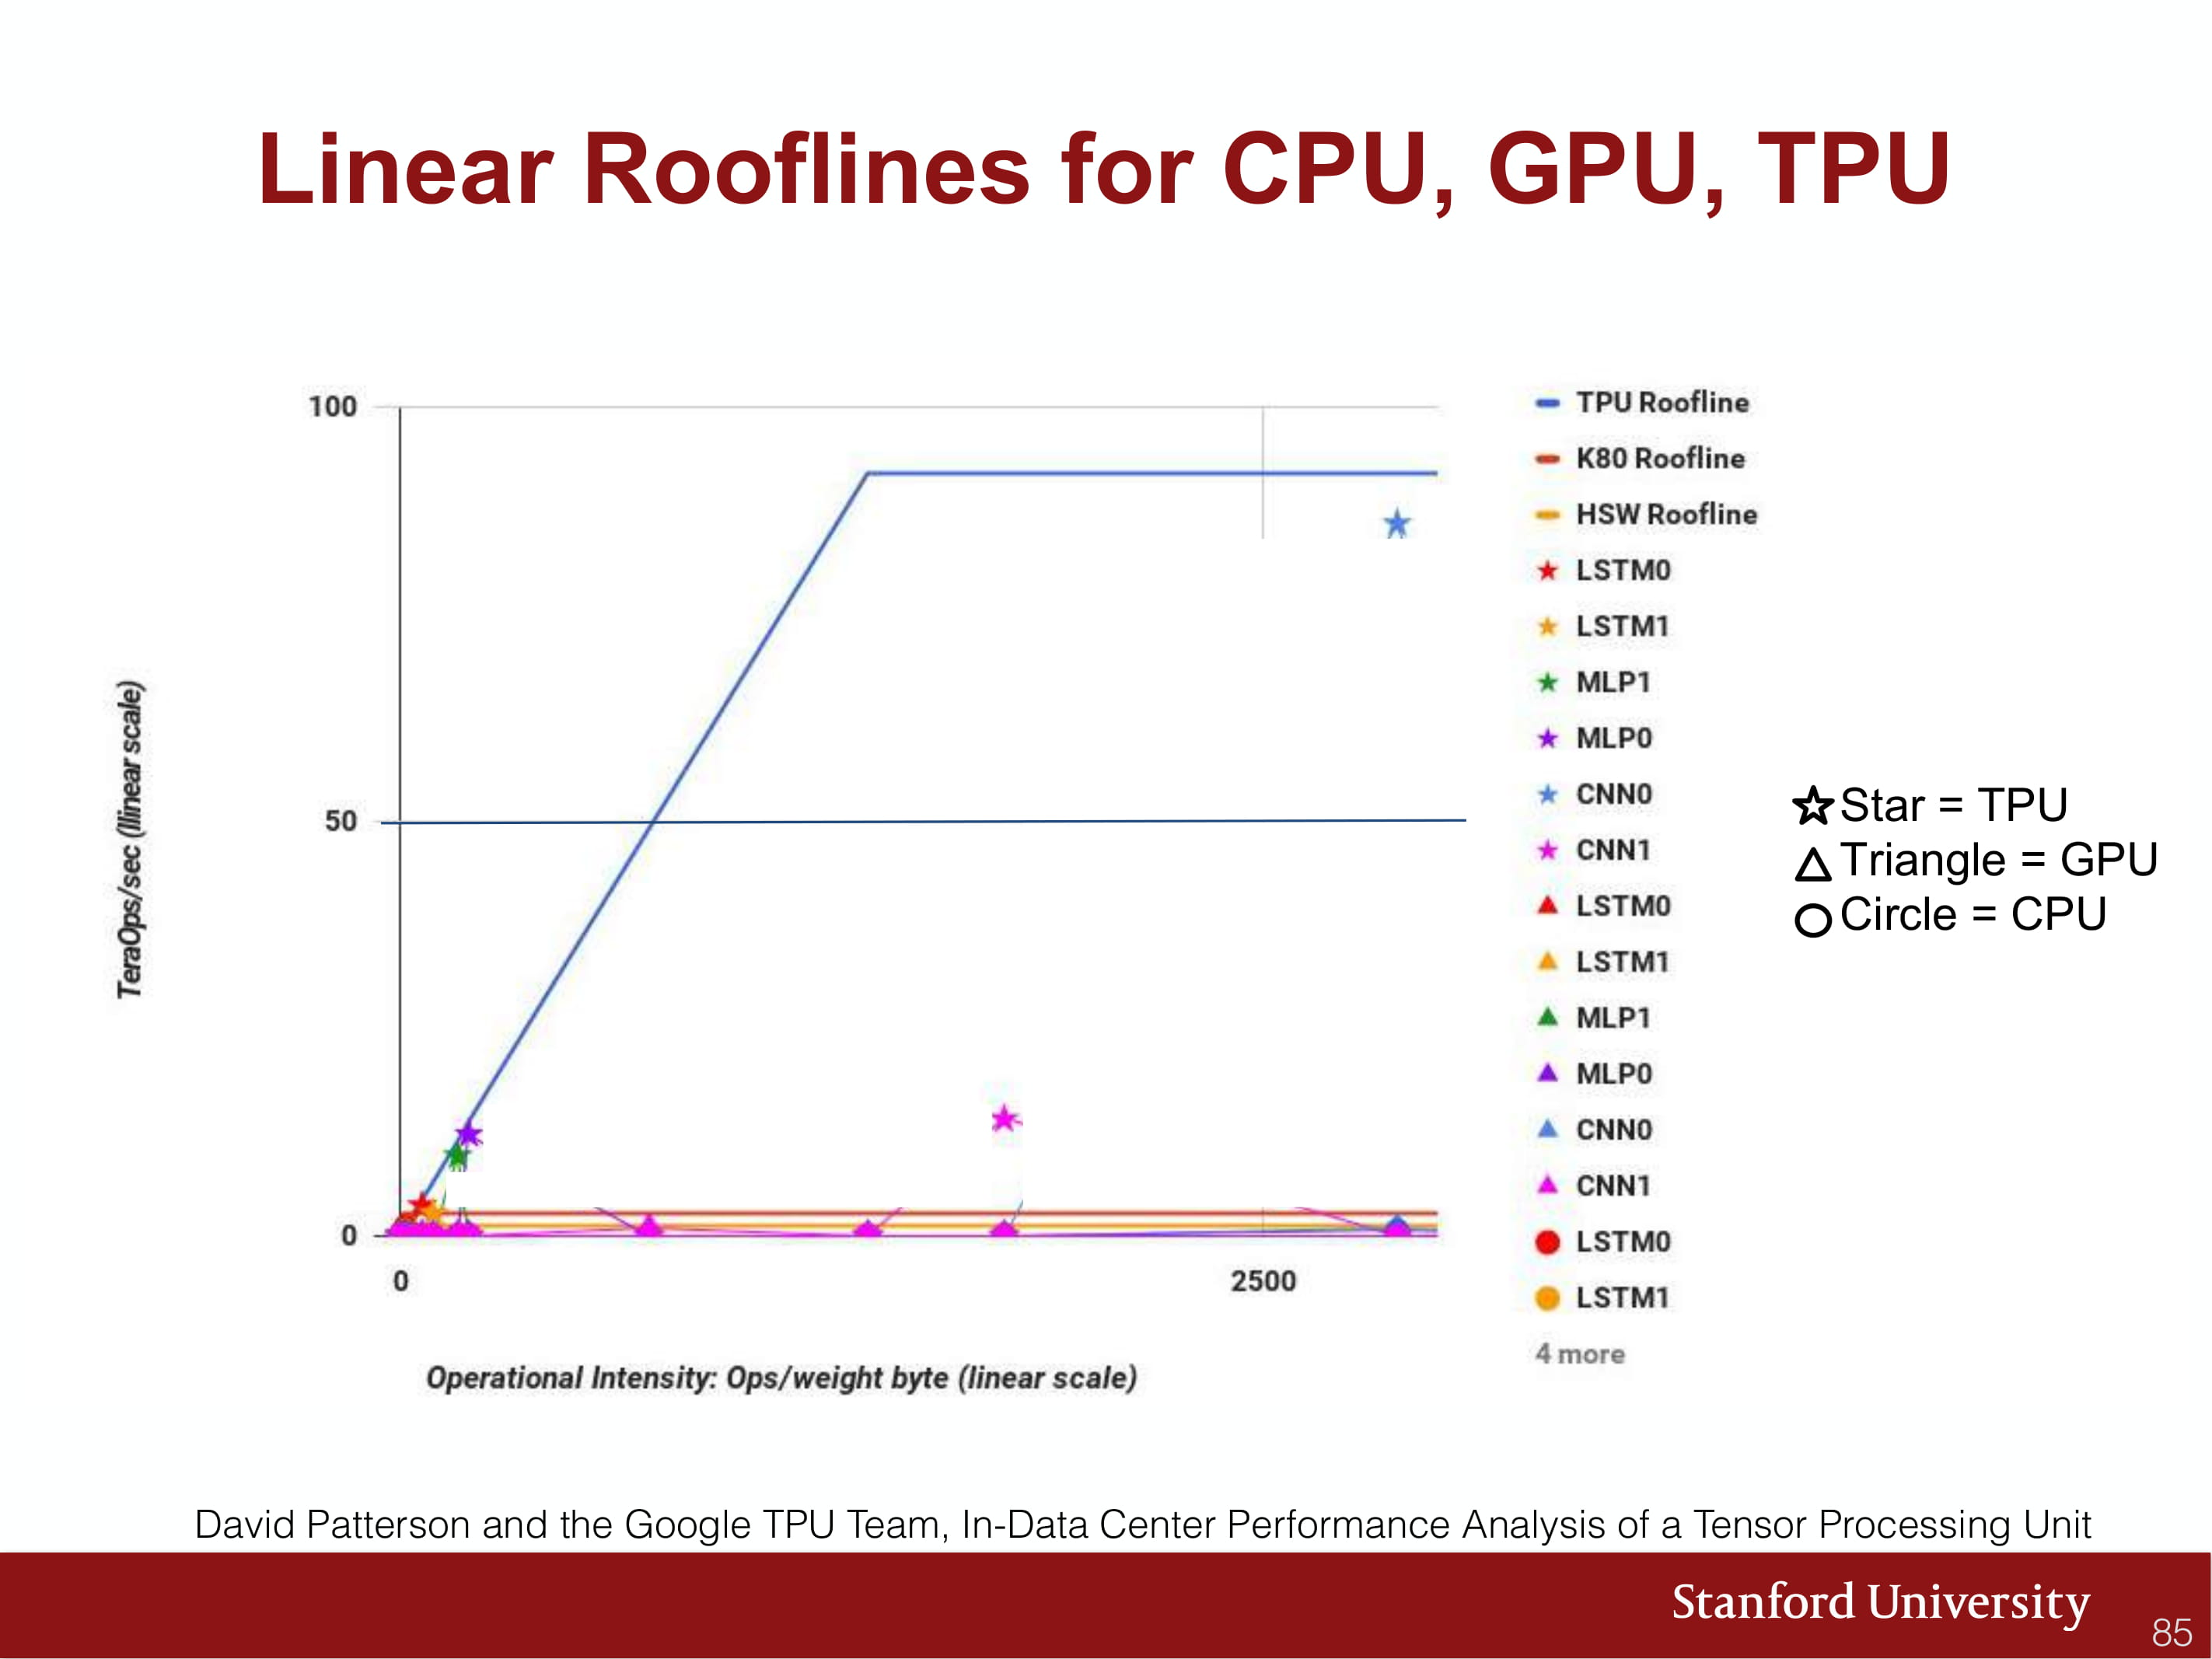 Linear Rooflines for CPU, GPU, TPU
100
50
0
TeraOps/sec (llinear scale)
0
2500
Operational Intensity: Ops/weight byte (linear scale)
TPU Roofline
K80 Roofline
HSW Roofline
LSTM0
LSTM1
MLP1
MLP0
CNN0
CNN1
LSTM0
LSTM1
MLP1
MLP0
CNN0
CNN1
LSTM0
LSTM1
4 more
Star = TPU
Triangle = GPU
Circle = CPU
David Patterson and the Google TPU Team, In-Data Center Performance Analysis of a Tensor Processing Unit
Stanford University
85